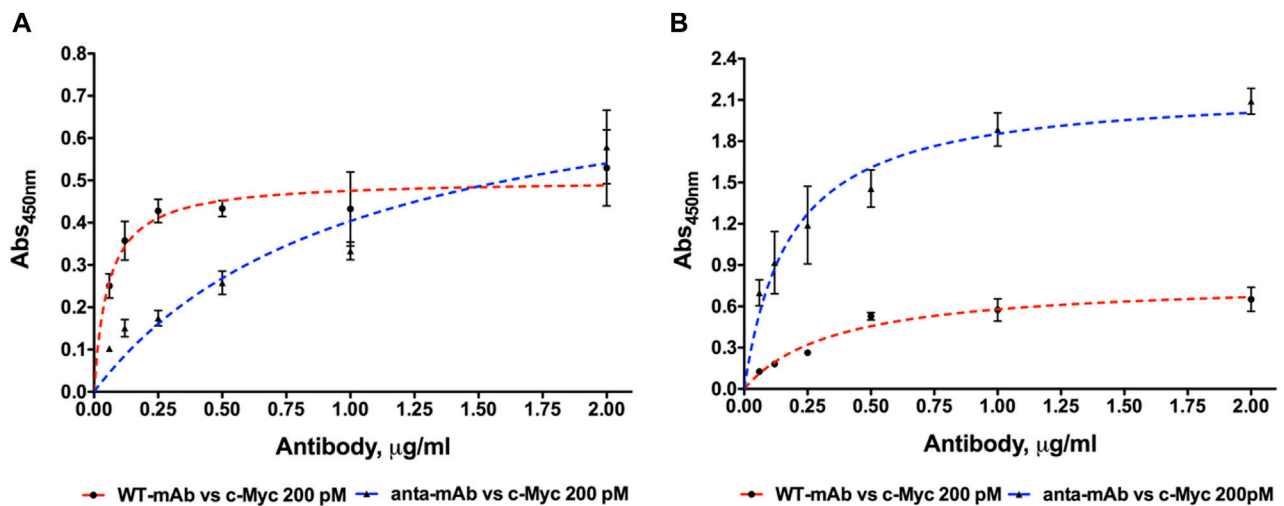 A
Abs450nm
0.8
0.7
0.6
0.5
0.4
0.3
0.2
0.1
0.0
0.00 0.25 0.50 0.75 1.00 1.25 1.50 1.75 2.00
Antibody, μg/ml
WT-mAb vs c-Myc 200 pM anta-mAb vs c-Myc 200 pM
B
Abs450nm
2.4
2.1
1.8
1.5
1.2
0.9
0.6
0.3
0.0
0.00 0.25 0.50 0.75 1.00 1.25 1.50 1.75 2.00
Antibody, μg/ml
WT-mAb vs c-Myc 200 pM anta-mAb vs c-Myc 200pM